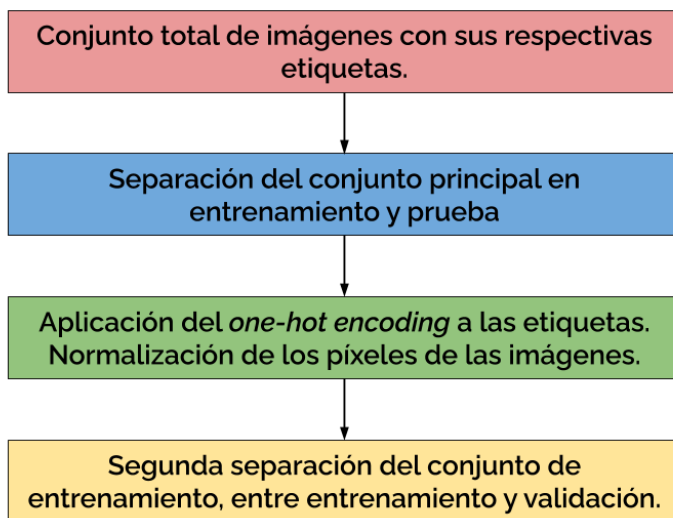 Conjunto total de imágenes con sus respectivas
etiquetas.
Separación del conjunto principal en
entrenamiento y prueba
Aplicación del one-hot encoding a las etiquetas.
Normalización de los píxeles de las imágenes.
Segunda separación del conjunto de
entrenamiento, entre entrenamiento y validación.